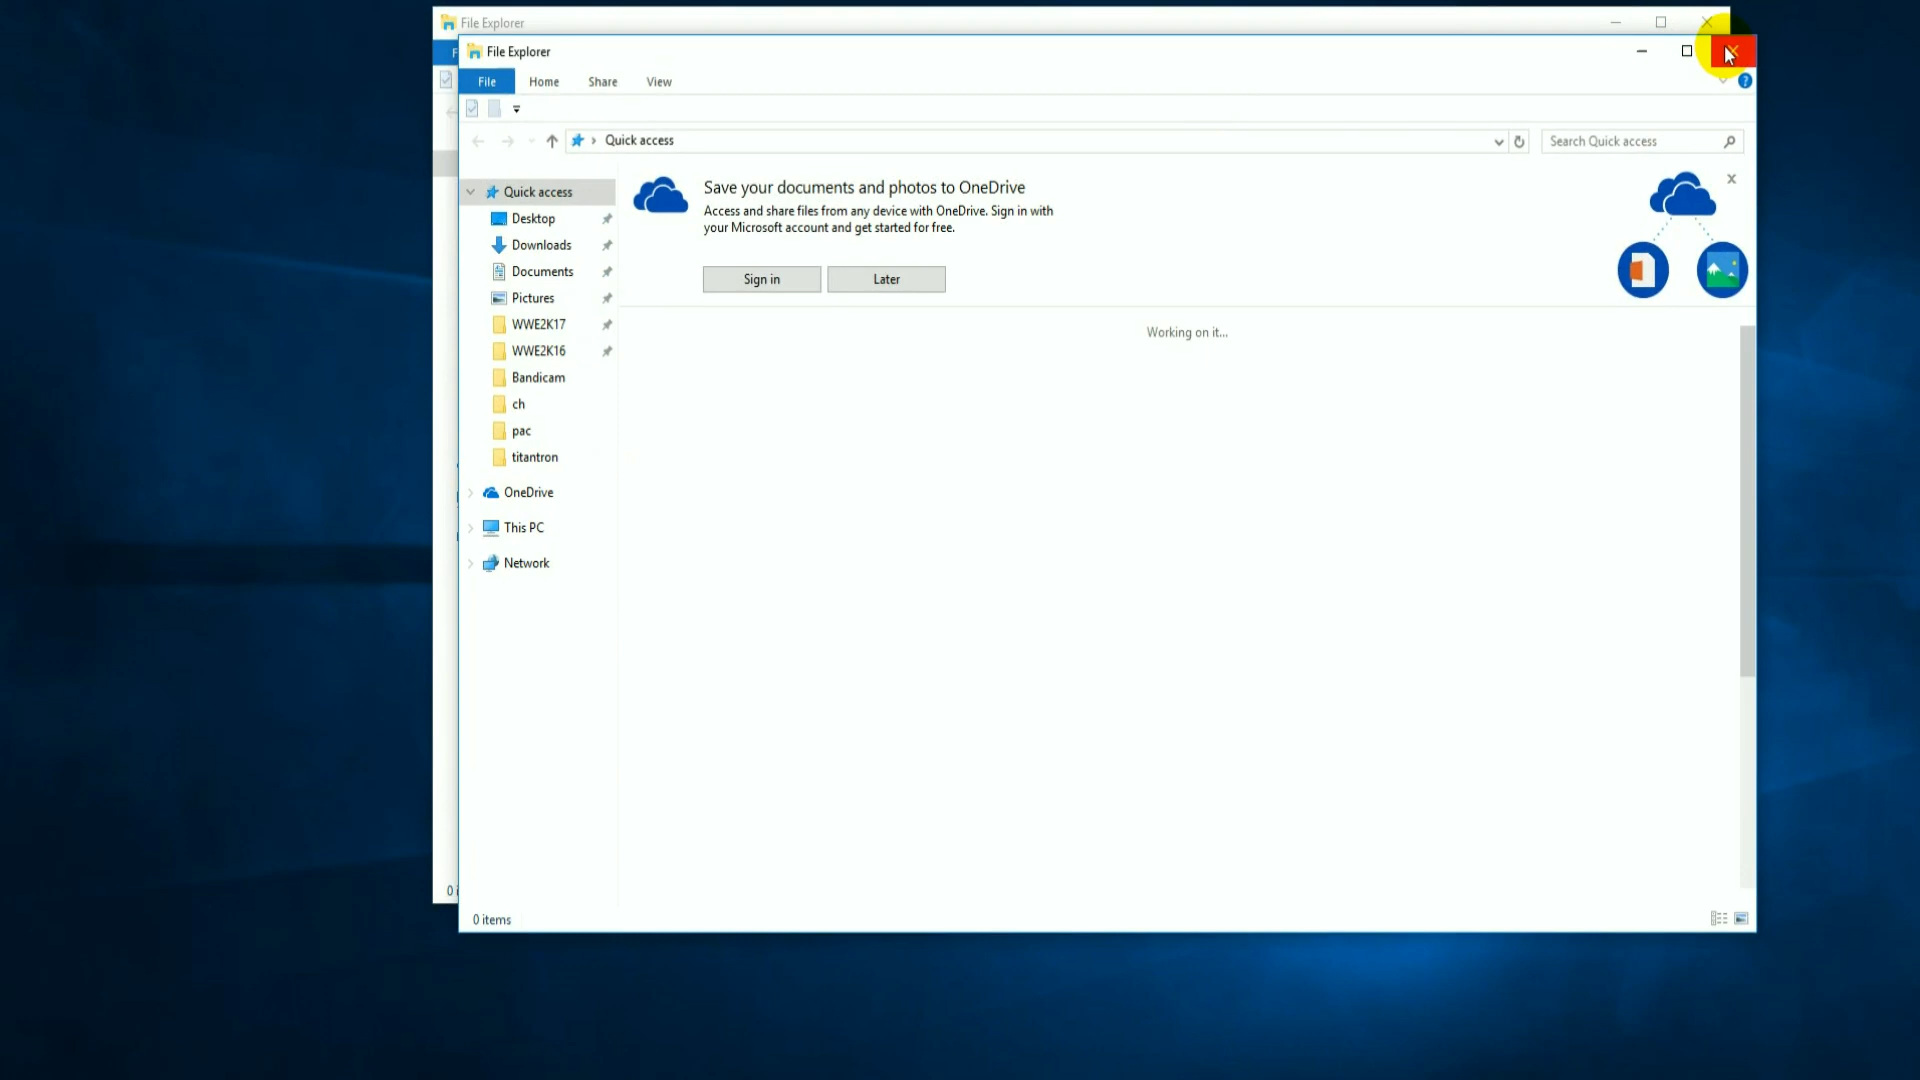 File Explorer
F
File Explorer
File
Home
Share
View
?
Quick access
Search Quick access
Quick access
Desktop
Downloads
Documents
Pictures
WWE2K17
WWE2K16
Bandicam
ch
pac
titantron
OneDrive
This PC
Network
Save your documents and photos to OneDrive
Access and share files from any device with OneDrive. Sign in with
your Microsoft account and get started for free.
Sign in
Later
Working on it...
0 i
0 items